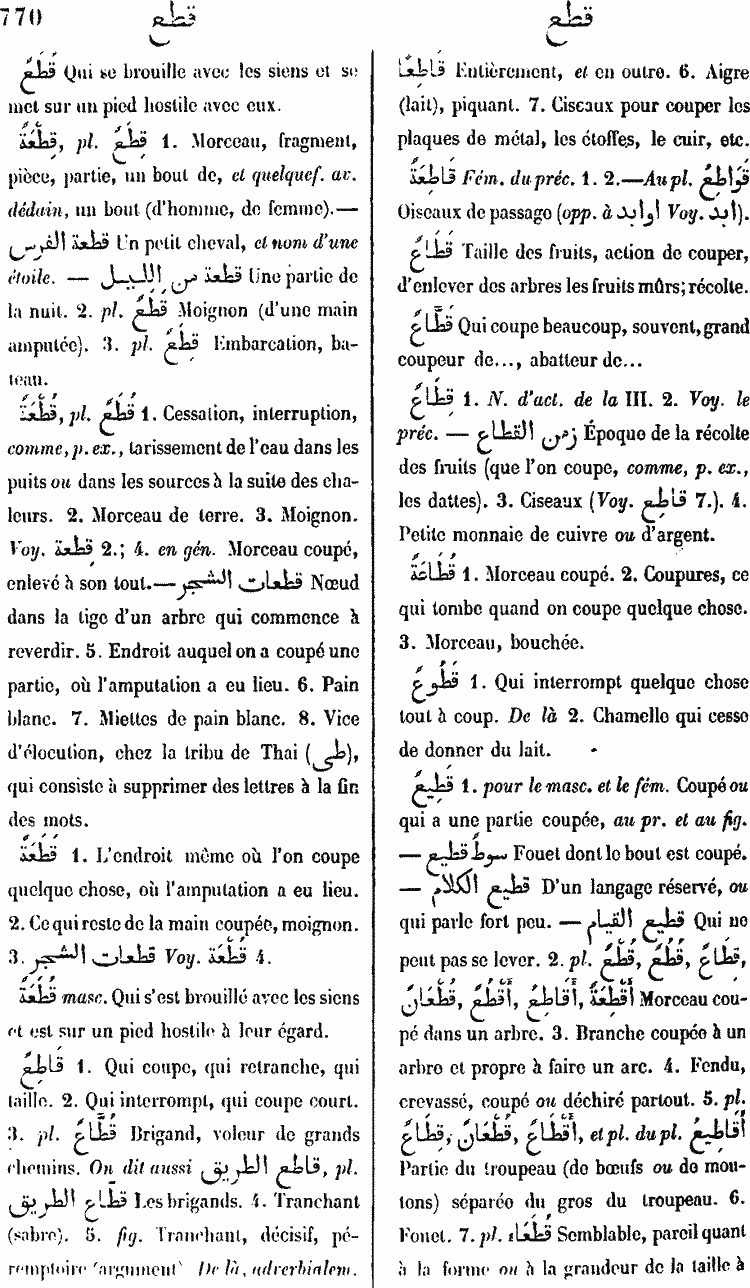 770
قطع
قطع
قُطَعٌ Qui se brouille avec les siens et se
met sur un pied hostile avec eux.
قِطْعَةٌ, pl. قِطَعٌ 1. Morceau, fragment,
pièce, partie, un bout de, et quelquef. av.
dédain, un bout (d'homme, de femme).—
قطعة الفرس Un petit cheval, et nom d'une
étoile. — قطعة من الليل Une partie de
la nuit. 2. pl. قِطَعٌ Moignon (d'une main
amputée). 3. pl. قِطَعٌ Embarcation, ba-
teau.
قُطْعَةٌ, pl. قُطَعٌ 1. Cessation, interruption,
comme, p. ex., tarissement de l'eau dans les
puits ou dans les sources à la suite des cha-
leurs. 2. Morceau de terre. 3. Moignon.
Voy. قطعة 2.; 4. en gén. Morceau coupé,
enlevé à son tout.— قطعات الشجر Nœud
dans la tige d'un arbre qui commence à
reverdir. 5. Endroit auquel on a coupé une
partie, où l'amputation a eu lieu. 6. Pain
blanc. 7. Miettes de pain blanc. 8. Vice
d'élocution, chez la tribu de Thai (طى),
qui consiste à supprimer des lettres à la fin
des mots.
قَطَعَةٌ 1. L'endroit même où l'on coupe
quelque chose, où l'amputation a eu lieu.
2. Ce qui reste de la main coupée, moignon.
3. قطعات الشجر Voy. قُطْعَة 4.
قُطَعَةٌ masc. Qui s'est brouillé avec les siens
et est sur un pied hostile à leur égard.
قَاطِعٌ 1. Qui coupe, qui retranche, qui
taille. 2. Qui interrompt, qui coupe court.
3. pl. قُطَّاعٌ Brigand, voleur de grands
chemins. On dit aussi قاطع الطريق, pl.
قطاع الطريق Les brigands. 4. Tranchant
(sabre). 5. fig. Tranchant, décisif, pé-
remptoire (argument) De là, adverbialem.
قَاطِعًا Entièrement, et en outre. 6. Aigre
(lait), piquant. 7. Ciseaux pour couper les
plaques de métal, les étoffes, le cuir, etc.
قَاطِعَةٌ Fém. du préc. 1. 2.—Au pl. قَوَاطِعُ
Oiseaux de passage (opp. à اوابد Voy. ابد).
قَطَاعٌ Taille des fruits, action de couper,
d'enlever des arbres les fruits mûrs; récolte.
قَطَّاعٌ Qui coupe beaucoup, souvent, grand
coupeur de..., abatteur de...
قِطَاعٌ 1. N. d'act. de la III. 2. Voy. le
préc. — زمن القطاع Époque de la récolte
des fruits (que l'on coupe, comme, p. ex.,
les dattes). 3. Ciseaux (Voy. قاطع 7.). 4.
Petite monnaie de cuivre ou d'argent.
قُطَاعَةٌ 1. Morceau coupé. 2. Coupures, ce
qui tombe quand on coupe quelque chose.
3. Morceau, bouchée.
قَطُوعٌ 1. Qui interrompt quelque chose
tout à coup. De là 2. Chamelle qui cesse
de donner du lait.
قَطِيعٌ 1. pour le masc. et le fém. Coupé ou
qui a une partie coupée, au pr. et au fig.
— سوط قطيع Fouet dont le bout est coupé.
— قطيع الكلام D'un langage réservé, ou
qui parle fort peu. — قطيع القيام Qui ne
peut pas se lever. 2. pl. قُطْعٌ, قُطُعٌ, قِطَاعٌ,
أَقْطِعَةٌ, أَقَاطِعُ, أَقْطُعٌ, قُطْعَانٌ Morceau cou-
pé dans un arbre. 3. Branche coupée à un
arbre et propre à faire un arc. 4. Fendu,
crevassé, coupé ou déchiré partout. 5. pl.
أَقْطَاعٌ, قُطْعَانٌ, قِطَاعٌ, et pl. du pl. أَقَاطِيعُ
Partie du troupeau (de bœufs ou de mou-
tons) séparée du gros du troupeau. 6.
Fouet. 7. pl. قُطَعَاءُ Semblable, pareil quant
à la forme ou à la grandeur de la taille à